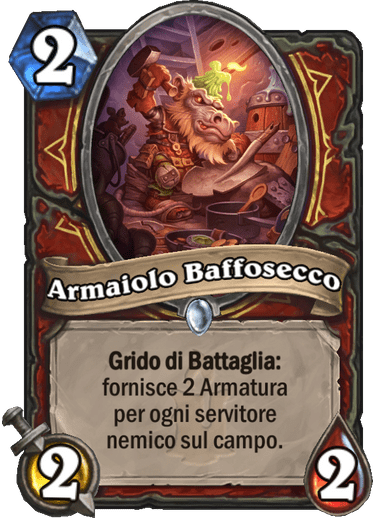 2
Armaiolo Baffosecco
Grido di Battaglia:
fornisce 2 Armatura
per ogni servitore
nemico sul campo.
2
2